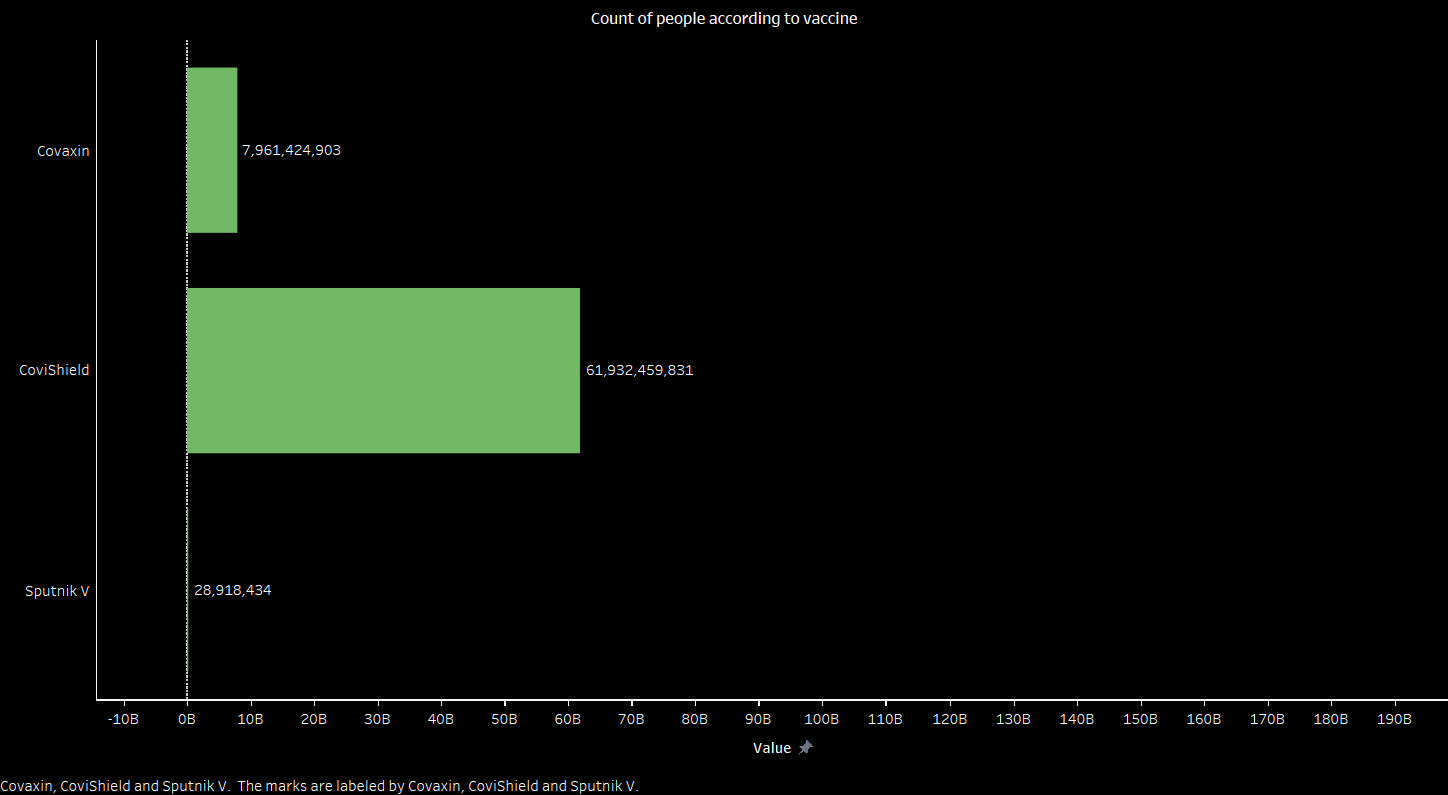 Count of people according to vaccine
Covaxin
7,961,424,903
CoviShield
61,932,459,831
Sputnik V
28,918,434
-10B 0B 10B 20B 30B 40B 50B 60B 70B 80B 90B 100B 110B 120B 130B 140B 150B 160B 170B 180B 190B
Value
Covaxin, CoviShield and Sputnik V. The marks are labeled by Covaxin, CoviShield and Sputnik V.